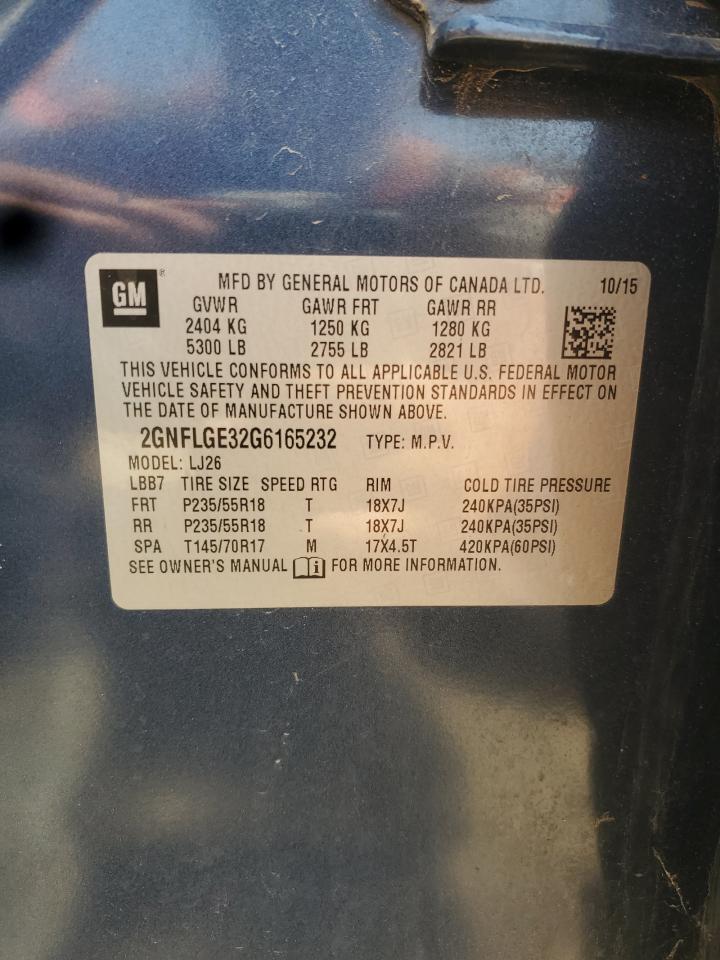 GM ®
MFD BY GENERAL MOTORS OF CANADA LTD. 10/15
GVWR GAWR FRT GAWR RR
2404 KG 1250 KG 1280 KG
5300 LB 2755 LB 2821 LB
THIS VEHICLE CONFORMS TO ALL APPLICABLE U.S. FEDERAL MOTOR
VEHICLE SAFETY AND THEFT PREVENTION STANDARDS IN EFFECT ON
THE DATE OF MANUFACTURE SHOWN ABOVE.
2GNFLGE32G6165232 TYPE: M.P.V.
MODEL: LJ26
LBB7 TIRE SIZE SPEED RTG RIM COLD TIRE PRESSURE
FRT P235/55R18 T 18X7J 240KPA(35PSI)
RR P235/55R18 T 18X7J 240KPA(35PSI)
SPA T145/70R17 M 17X4.5T 420KPA(60PSI)
SEE OWNER'S MANUAL i FOR MORE INFORMATION.